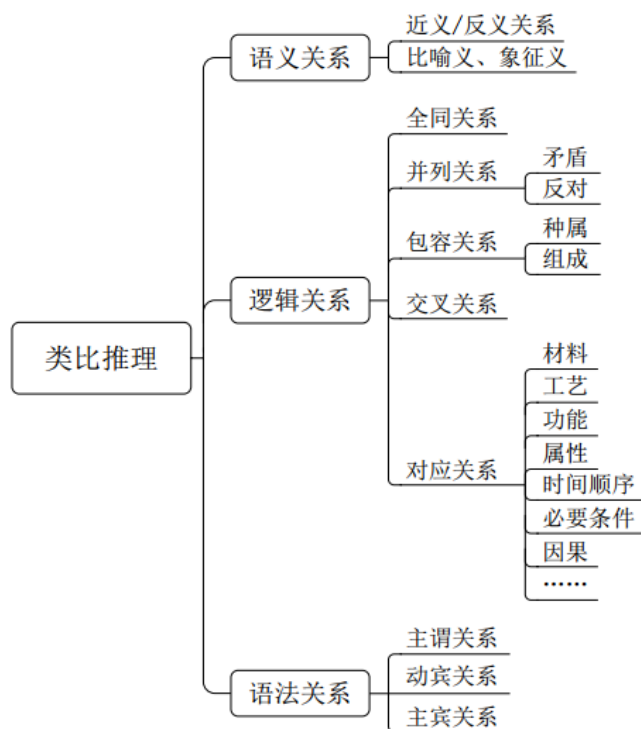 类比推理
语义关系
近义/反义关系
比喻义、象征义
逻辑关系
全同关系
并列关系
矛盾
反对
包容关系
种属
组成
交叉关系
对应关系
材料
工艺
功能
属性
时间顺序
必要条件
因果
……
语法关系
主谓关系
动宾关系
主宾关系